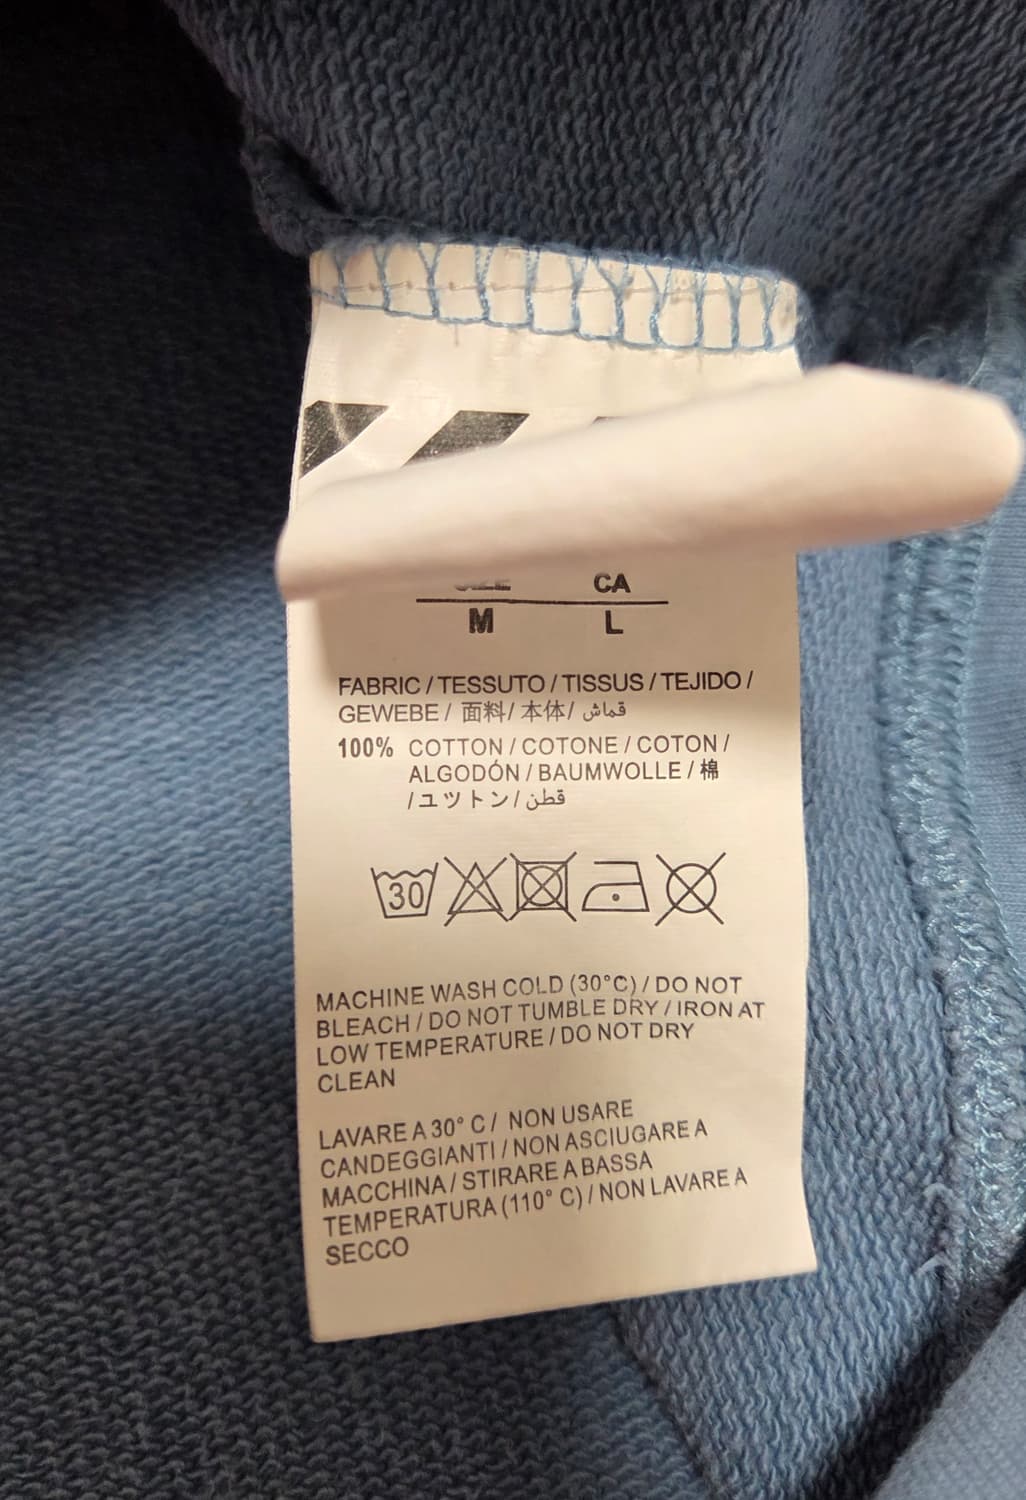 CA
M L
FABRIC / TESSUTO / TISSUS / TEJIDO /
GEWEBE / 面料 / 本体 / قماش
100% COTTON / COTONE / COTON /
ALGODÓN / BAUMWOLLE / 棉
/ ユツトン / قطن
30
MACHINE WASH COLD (30°C) / DO NOT
BLEACH / DO NOT TUMBLE DRY / IRON AT
LOW TEMPERATURE / DO NOT DRY
CLEAN
LAVARE A 30° C / NON USARE
CANDEGGIANTI / NON ASCIUGARE A
MACCHINA / STIRARE A BASSA
TEMPERATURA (110° C) / NON LAVARE A
SECCO